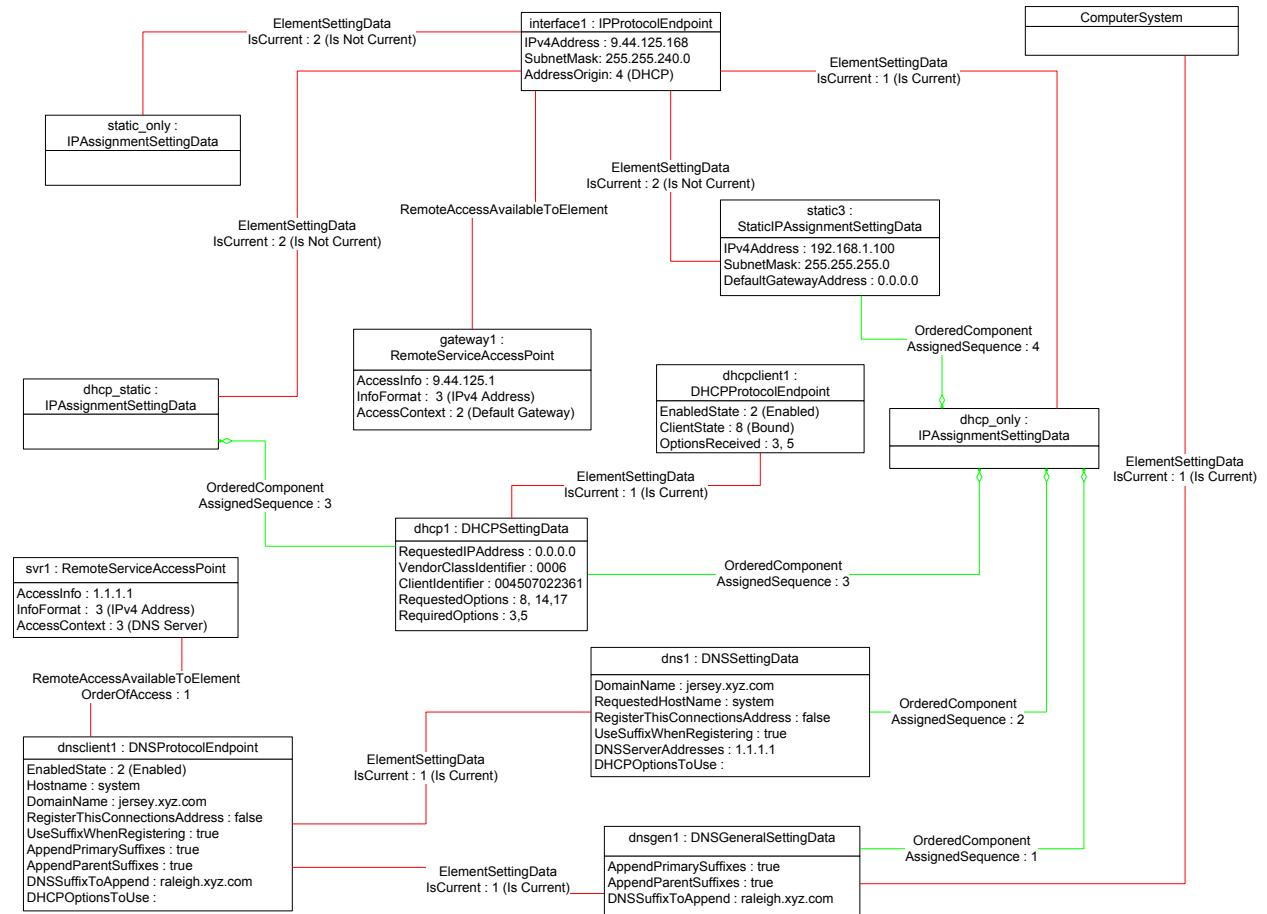 ElementSettingData
IsCurrent : 2 (Is Not Current)
interface1 : IPProtocolEndpoint
IPv4Address : 9.44.125.168
SubnetMask: 255.255.240.0
AddressOrigin: 4 (DHCP)
ComputerSystem
ElementSettingData
IsCurrent : 1 (Is Current)
static_only :
IPAssignmentSettingData
ElementSettingData
IsCurrent : 2 (Is Not Current)
RemoteAccessAvailableToElement
ElementSettingData
IsCurrent : 2 (Is Not Current)
static3 :
StaticIPAssignmentSettingData
IPv4Address : 192.168.1.100
SubnetMask: 255.255.255.0
DefaultGatewayAddress : 0.0.0.0
gateway1 :
RemoteServiceAccessPoint
AccessInfo : 9.44.125.1
InfoFormat :  3 (IPv4 Address)
AccessContext : 2 (Default Gateway)
OrderedComponent
AssignedSequence : 4
dhcp_static :
IPAssignmentSettingData
dhcpclient1 :
DHCPProtocolEndpoint
EnabledState : 2 (Enabled)
ClientState : 8 (Bound)
OptionsReceived : 3, 5
dhcp_only :
IPAssignmentSettingData
ElementSettingData
IsCurrent : 1 (Is Current)
OrderedComponent
AssignedSequence : 3
ElementSettingData
IsCurrent : 1 (Is Current)
dhcp1 : DHCPSettingData
RequestedIPAddress : 0.0.0.0
VendorClassIdentifier : 0006
ClientIdentifier : 004507022361
RequestedOptions : 8, 14,17
RequiredOptions : 3,5
OrderedComponent
AssignedSequence : 3
svr1 : RemoteServiceAccessPoint
AccessInfo : 1.1.1.1
InfoFormat :  3 (IPv4 Address)
AccessContext : 3 (DNS Server)
RemoteAccessAvailableToElement
OrderOfAccess : 1
dns1 : DNSSettingData
DomainName : jersey.xyz.com
RequestedHostName : system
RegisterThisConnectionsAddress : false
UseSuffixWhenRegistering : true
DNSServerAddresses : 1.1.1.1
DHCPOptionsToUse :
OrderedComponent
AssignedSequence : 2
dnsclient1 : DNSProtocolEndpoint
EnabledState : 2 (Enabled)
Hostname : system
DomainName : jersey.xyz.com
RegisterThisConnectionsAddress : false
UseSuffixWhenRegistering : true
AppendPrimarySuffixes : true
AppendParentSuffixes : true
DNSSuffixToAppend : raleigh.xyz.com
DHCPOptionsToUse :
ElementSettingData
IsCurrent : 1 (Is Current)
ElementSettingData
IsCurrent : 1 (Is Current)
dnsgen1 : DNSGeneralSettingData
AppendPrimarySuffixes : true
AppendParentSuffixes : true
DNSSuffixToAppend : raleigh.xyz.com
OrderedComponent
AssignedSequence : 1